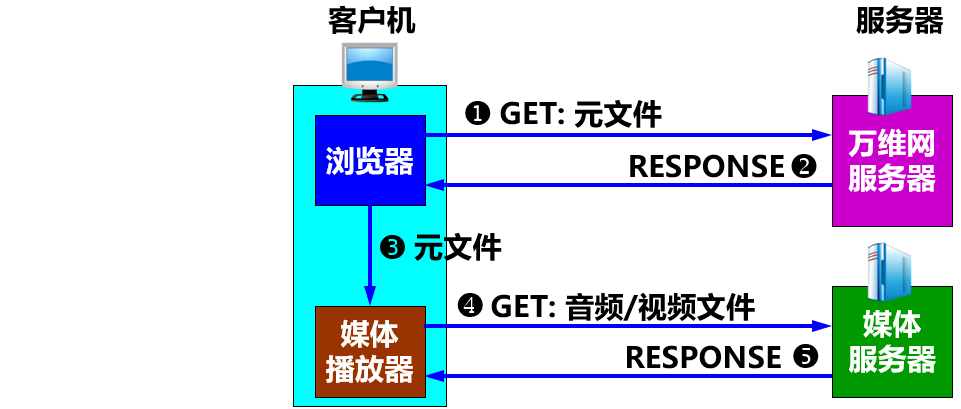 客户机
服务器
❶ GET: 元文件
浏览器
万维网
服务器
RESPONSE ❷
❸ 元文件
❹ GET: 音频/视频文件
媒体
播放器
媒体
服务器
RESPONSE ❺